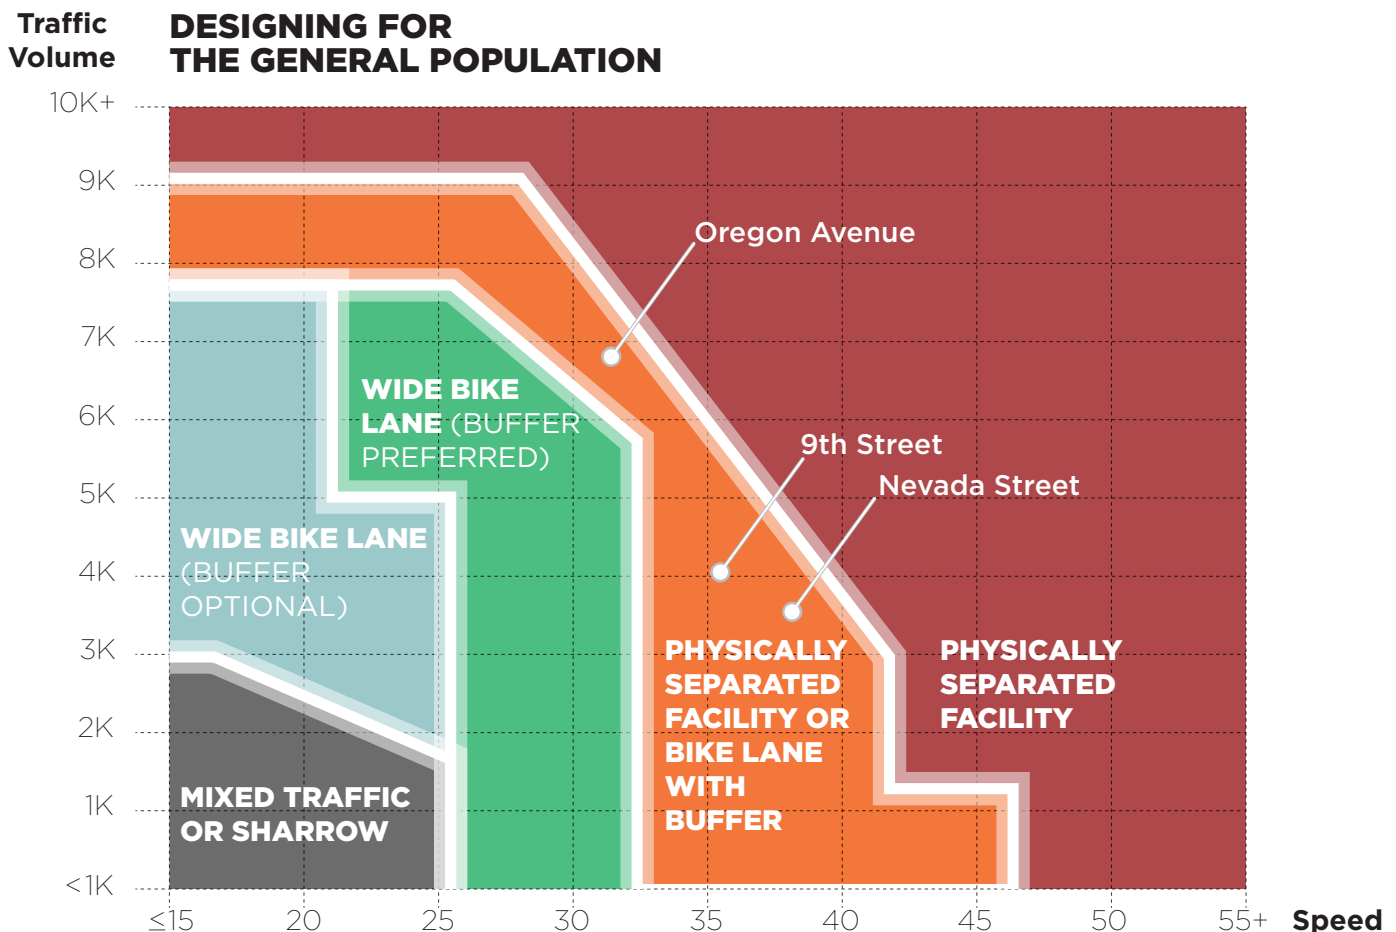 Traffic
Volume
DESIGNING FOR
THE GENERAL POPULATION
10K+
9K
8K
7K
6K
5K
4K
3K
2K
1K
<1K
Oregon Avenue
WIDE BIKE
LANE (BUFFER
PREFERRED)
9th Street
Nevada Street
WIDE BIKE LANE
(BUFFER
OPTIONAL)
PHYSICALLY
SEPARATED
FACILITY OR
BIKE LANE
WITH
BUFFER
PHYSICALLY
SEPARATED
FACILITY
MIXED TRAFFIC
OR SHARROW
≤15 20 25 30 35 40 45 50 55+ Speed